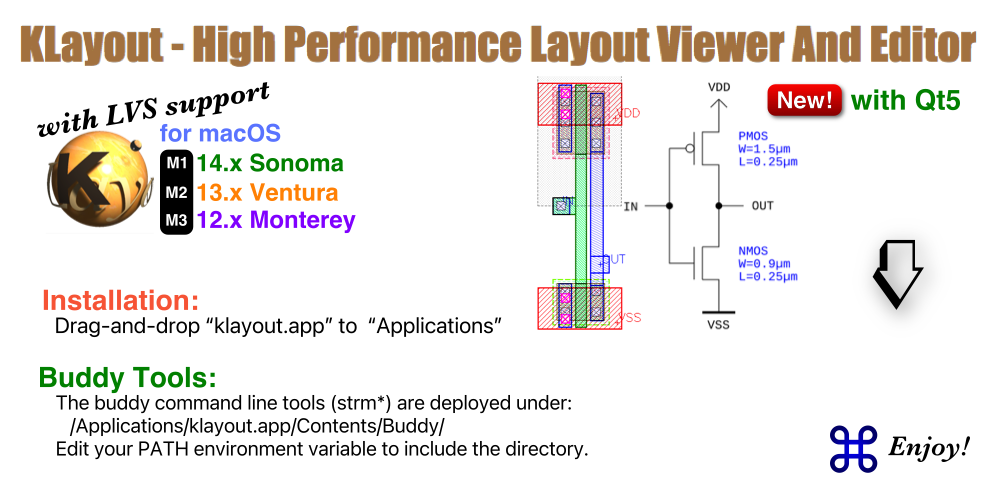 KLayout - High Performance Layout Viewer And Editor
with LVS support
for macOS
M1 14.x Sonoma
M2 13.x Ventura
M3 12.x Monterey
New! with Qt5
VDD
VDD
PMOS
W=1.5µm
L=0.25µm
IN
OUT
OUT
NMOS
W=0.9µm
L=0.25µm
VSS
VSS
Installation:
Drag-and-drop “klayout.app” to “Applications”
Buddy Tools:
The buddy command line tools (strm*) are deployed under:
/Applications/klayout.app/Contents/Buddy/
Edit your PATH environment variable to include the directory.
Enjoy!